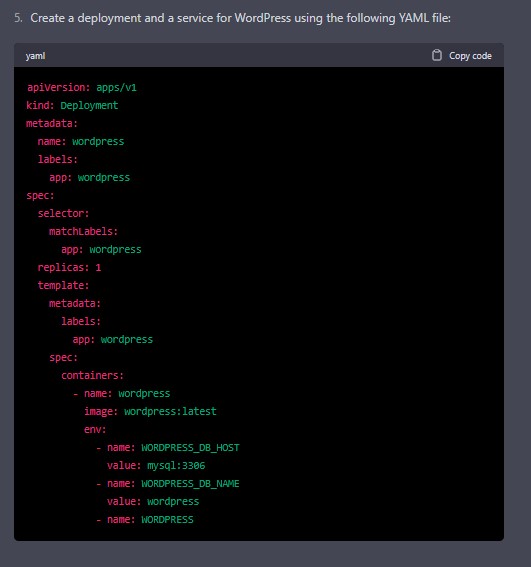 5. Create a deployment and a service for WordPress using the following YAML file:
yaml
Copy code
apiVersion: apps/v1
kind: Deployment
metadata:
  name: wordpress
  labels:
    app: wordpress
spec:
  selector:
    matchLabels:
      app: wordpress
  replicas: 1
  template:
    metadata:
      labels:
        app: wordpress
    spec:
      containers:
        - name: wordpress
          image: wordpress:latest
          env:
            - name: WORDPRESS_DB_HOST
              value: mysql:3306
            - name: WORDPRESS_DB_NAME
              value: wordpress
            - name: WORDPRESS